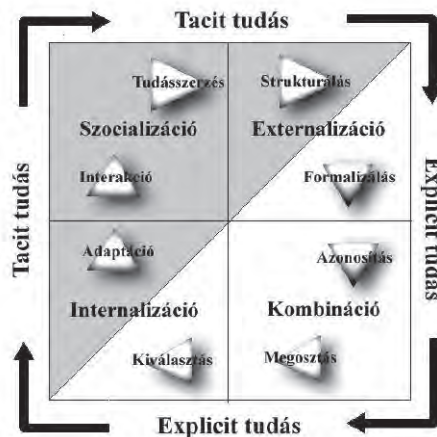 Tacit tudás
Tudásszerzés
Strukturálás
Szocializáció
Externalizáció
Interakció
Formalizálás
Tacit tudás
Explicit tudás
Adaptáció
Azonosítás
Internalizáció
Kombináció
Kiválasztás
Megosztás
Explicit tudás